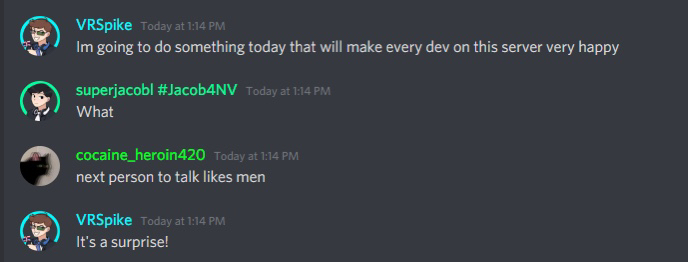 VRSpike Today at 1:14 PM
Im going to do something today that will make every dev on this server very happy
superjacobl #Jacob4NV Today at 1:14 PM
What
cocaine_heroin420 Today at 1:14 PM
next person to talk likes men
VRSpike Today at 1:14 PM
It's a surprise!